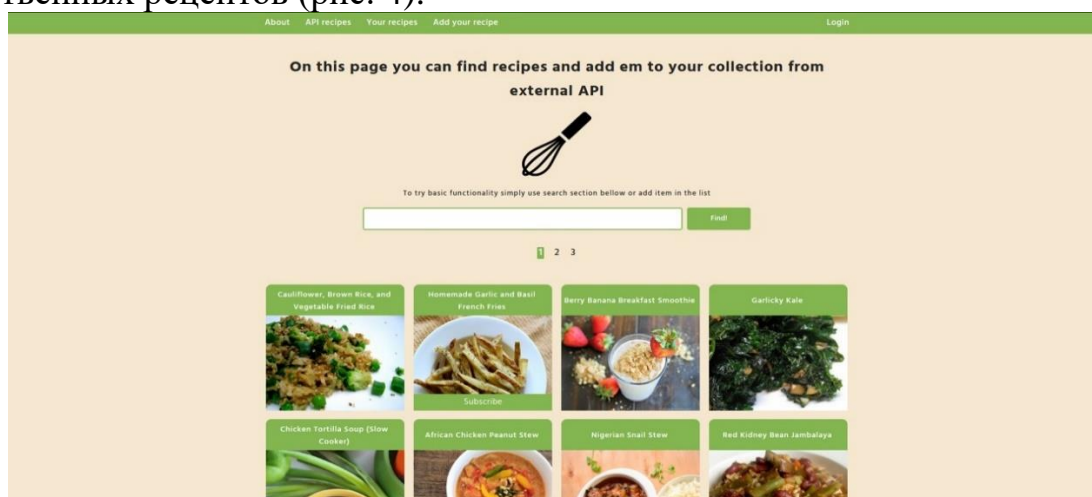 твенных рецептов (рис. 4).
About API recipes Your recipes Add your recipe Login
On this page you can find recipes and add em to your collection from
external API
To try basic functionality simply use search section bellow or add item in the list
Find!
1 2 3
Cauliflower, Brown Rice, and
Vegetable Fried Rice
Homemade Garlic and Basil
French Fries
Berry Banana Breakfast Smoothie
Garlicky Kale
Subscribe
Chicken Tortilla Soup (Slow
Cooker)
African Chicken Peanut Stew
Nigerian Snail Stew
Red Kidney Bean Jambalaya